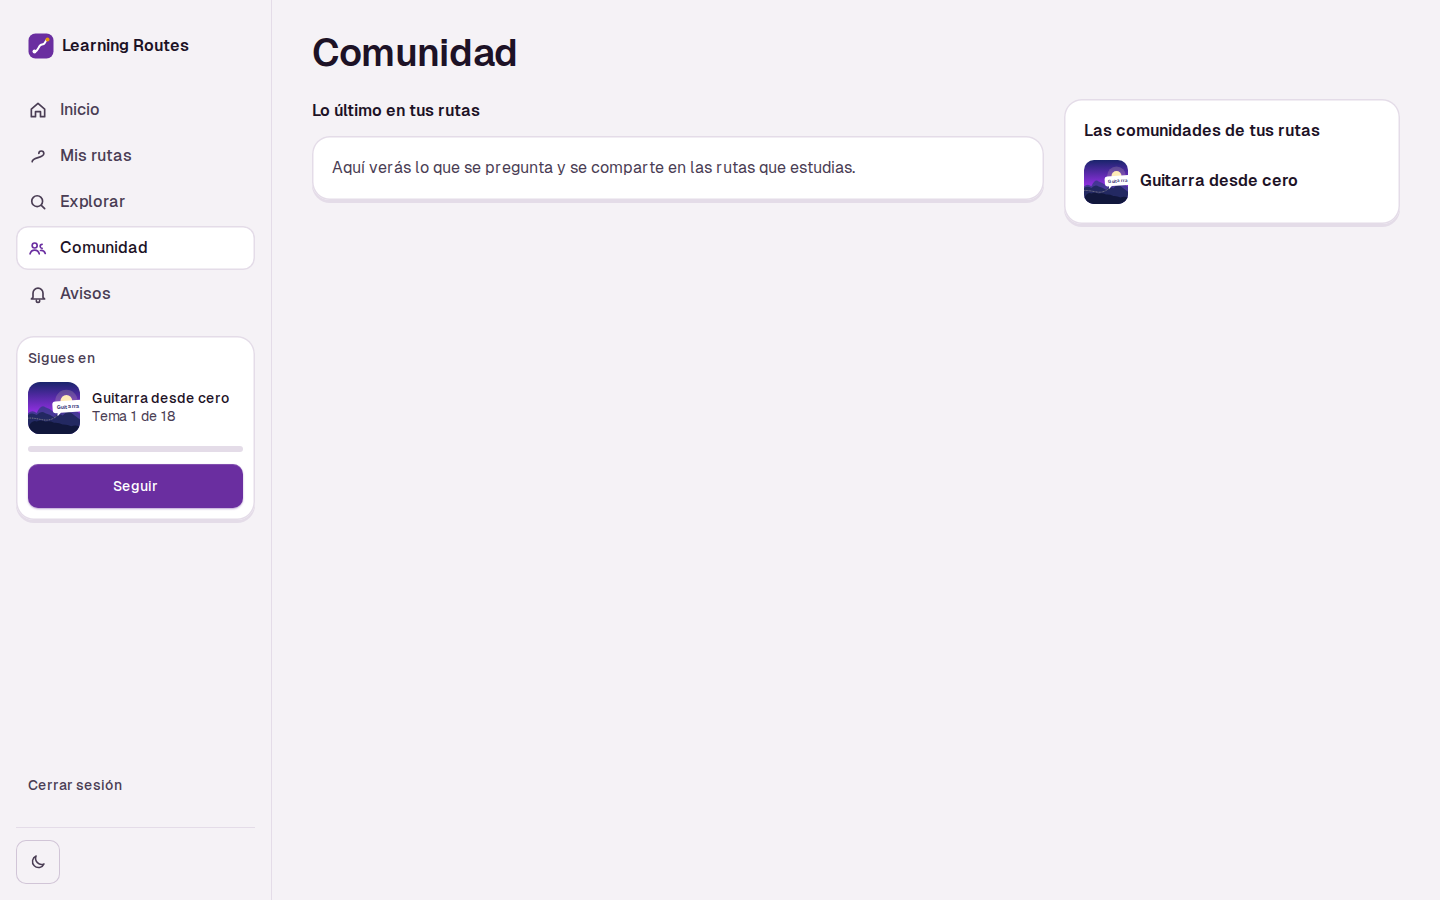 Learning Routes
Inicio
Mis rutas
Explorar
Comunidad
Avisos
Sigues en
Guitarra desde cero
Tema 1 de 18
Seguir
Cerrar sesión
Comunidad
Lo último en tus rutas
Aquí verás lo que se pregunta y se comparte en las rutas que estudias.
Las comunidades de tus rutas
Guitarra desde cero